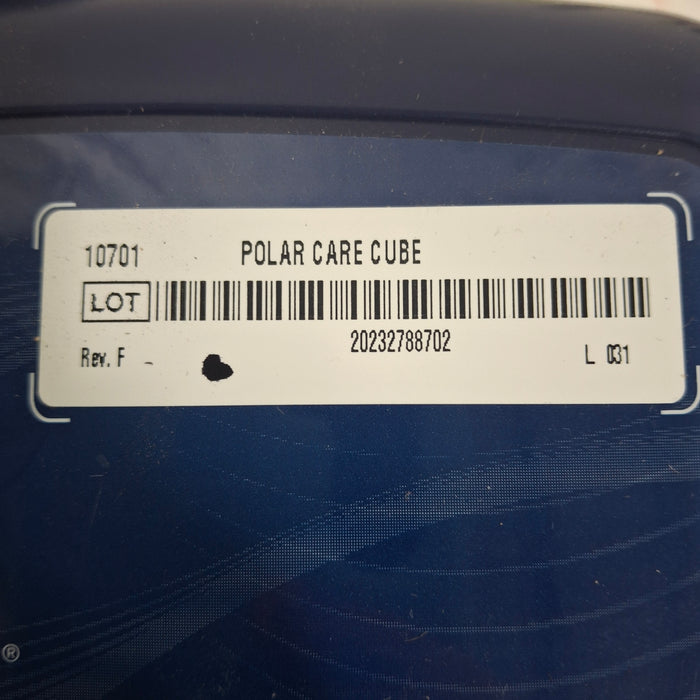 10701 POLAR CARE CUBE
LOT
20232788702
Rev. F - L 031
®